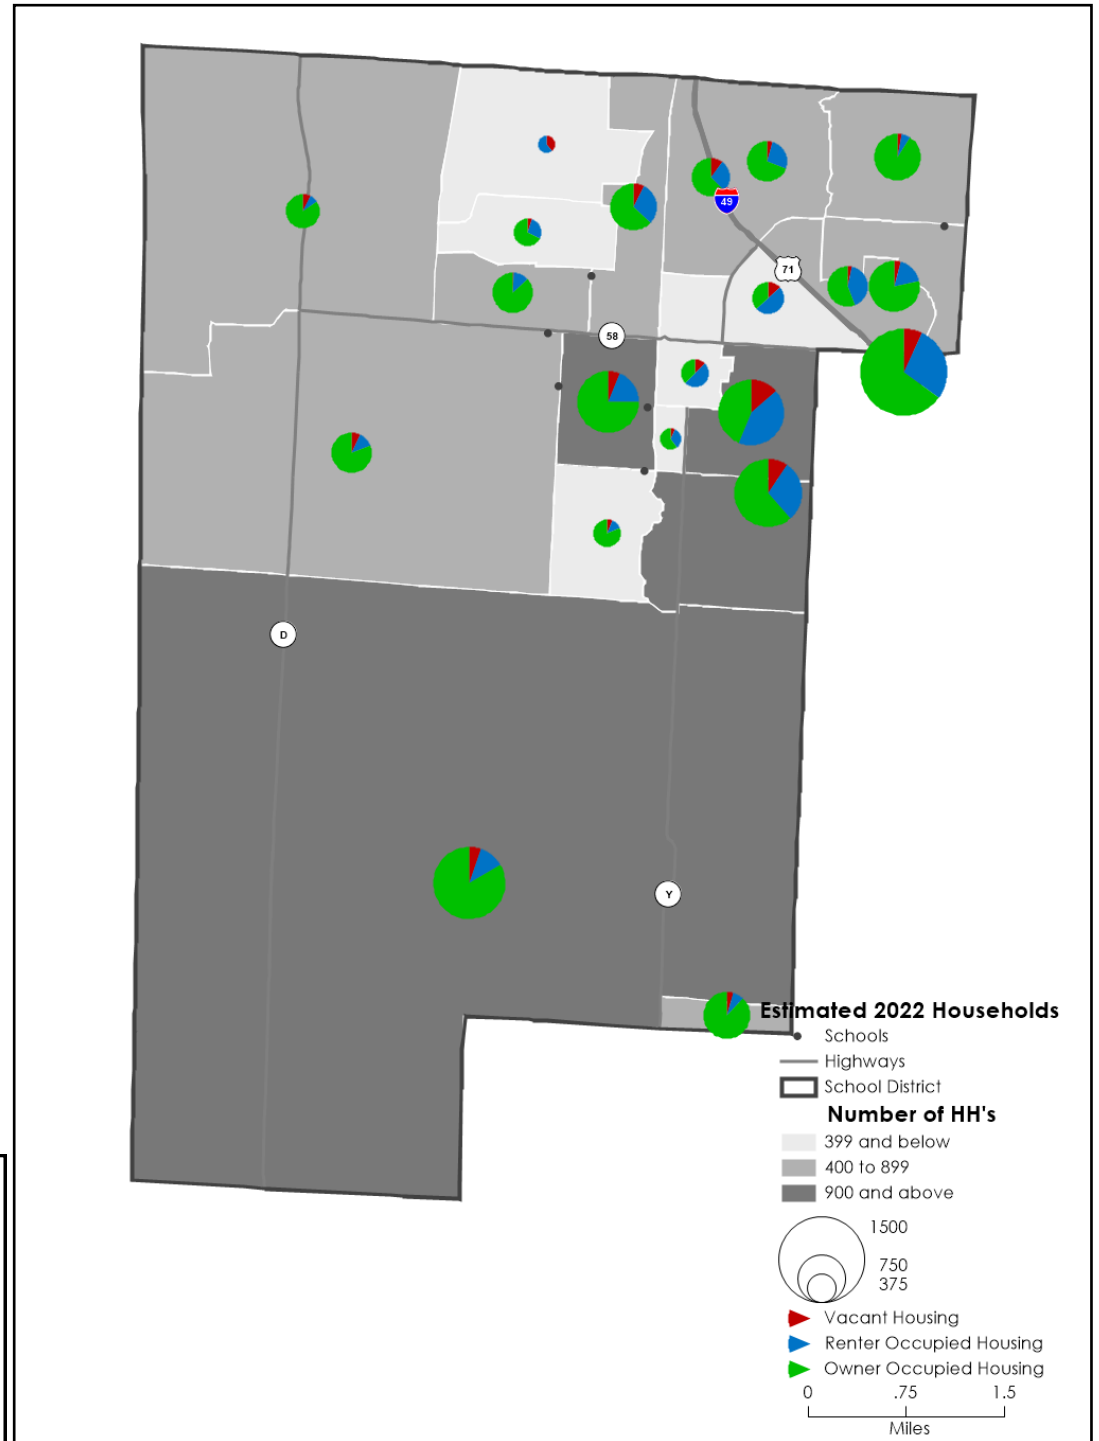 49
71
58
D
Y
Estimated 2022 Households
Schools
Highways
School District
Number of HH's
399 and below
400 to 899
900 and above
1500
750
375
Vacant Housing
Renter Occupied Housing
Owner Occupied Housing
0 .75 1.5
Miles